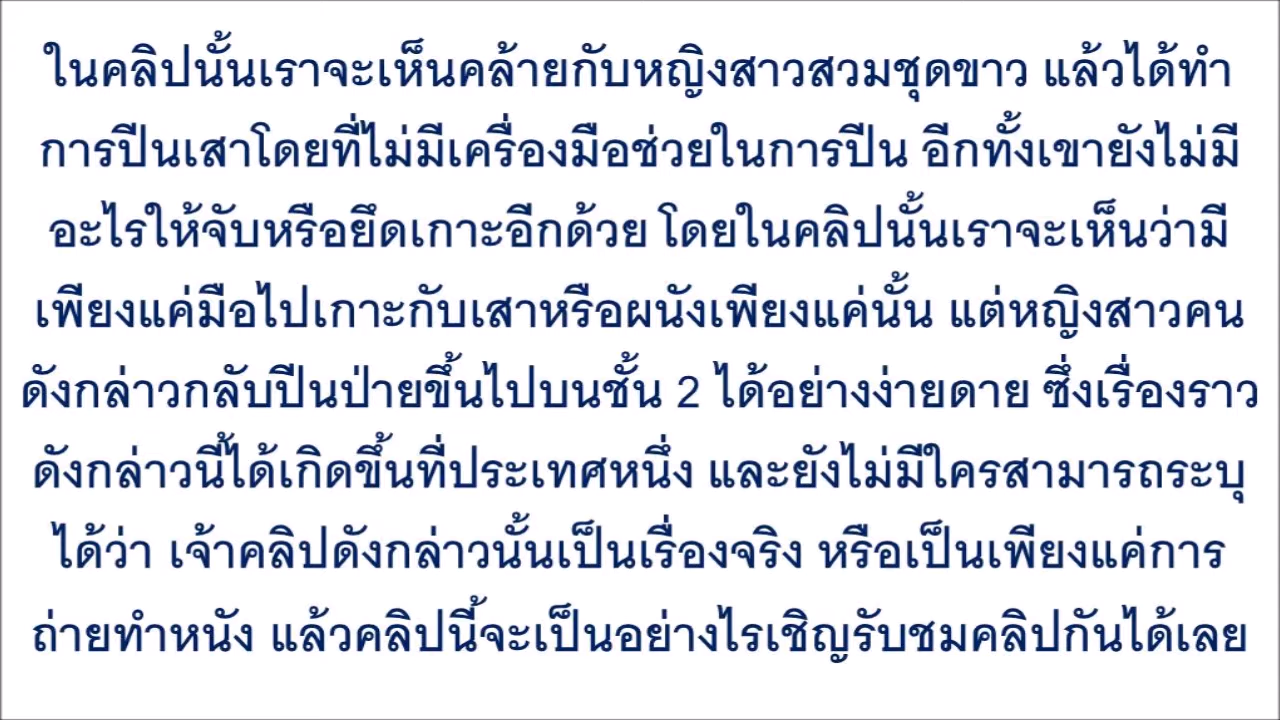 ในคลิปนั้นเราจะเห็นคล้ายกับหญิงสาวสวมชุดขาว แล้วได้ทำ
การปีนเสาโดยที่ไม่มีเครื่องมือช่วยในการปีน อีกทั้งเขายังไม่มี
อะไรให้จับหรือยึดเกาะอีกด้วย โดยในคลิปนั้นเราจะเห็นว่ามี
เพียงแค่มือไปเกาะกับเสาหรือผนังเพียงแค่นั้น แต่หญิงสาวคน
ดังกล่าวกลับปีนป่ายขึ้นไปบนชั้น 2 ได้อย่างง่ายดาย ซึ่งเรื่องราว
ดังกล่าวนี้ได้เกิดขึ้นที่ประเทศหนึ่ง และยังไม่มีใครสามารถระบุ
ได้ว่า เจ้าคลิปดังกล่าวนั้นเป็นเรื่องจริง หรือเป็นเพียงแค่การ
ถ่ายทำหนัง แล้วคลิปนี้จะเป็นอย่างไรเชิญรับชมคลิปกันได้เลย